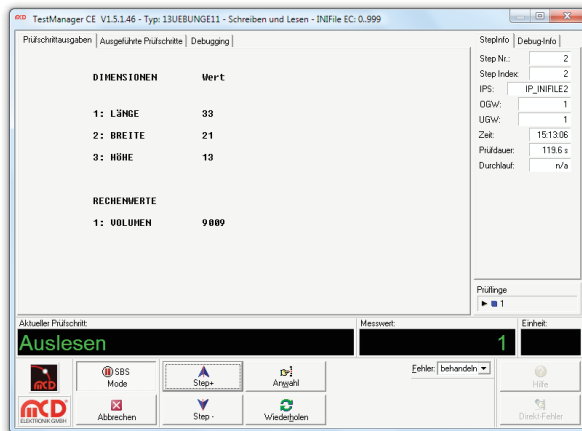 MCD TestManager CE V1.5.1.46 - Typ: 13UEBUNGE11 - Schreiben und Lesen - INIFile EC: 0..999
Prüfschrittausgaben Ausgeführte Prüfschritte Debugging
DIMENSIONEN Wert
1: LäNGE 33
2: BREITE 21
3: HöHE 13
RECHENWERTE
1: VOLUMEN 9009
StepInfo Debug-Info
Step Nr.: 2
Step Index: 2
IPS: IP_INIFILE2
OGW: 1
UGW: 1
Zeit: 15:13:06
Prüfdauer: 119.6 s
Durchlauf: n/a
Prüflinge
1
Aktueller Prüfschritt: Messwert: Einheit:
Auslesen 1
MCD SBS Mode Step+ Anwahl Fehler: behandeln Hilfe
MCD ELEKTRONIK GMBH Abbrechen Step - Wiederholen Direkt-Fehler